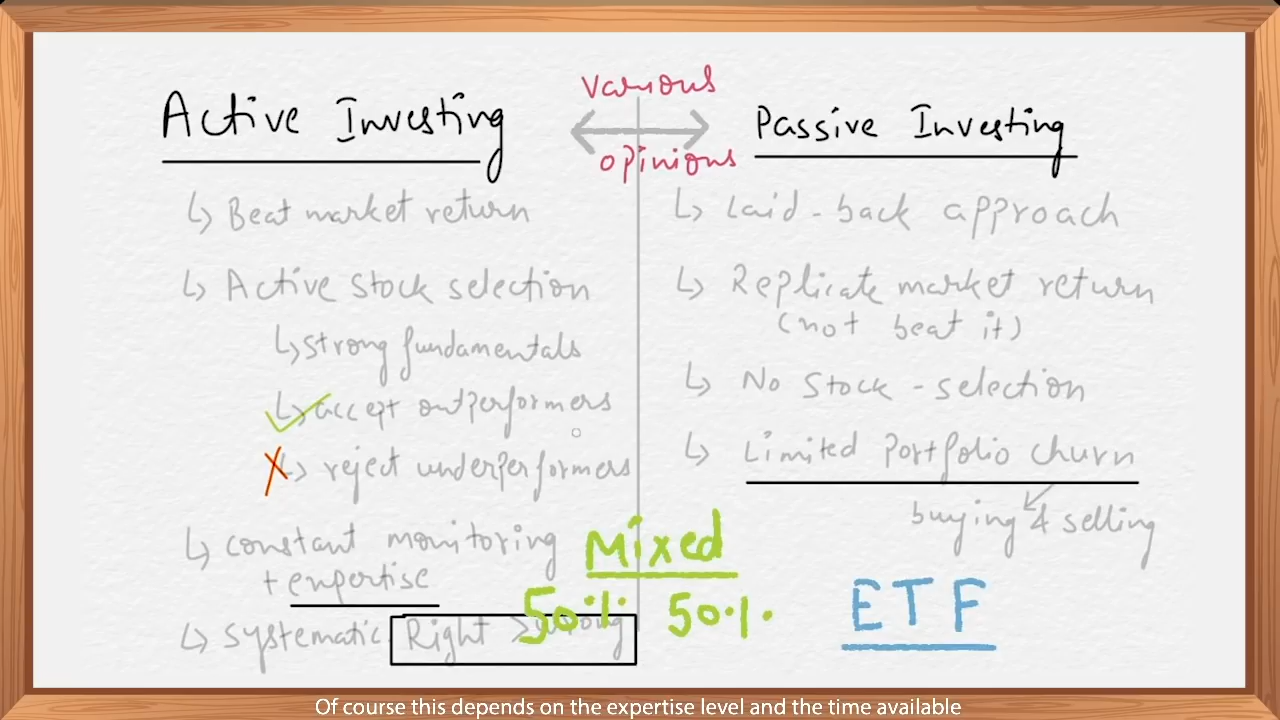 Active Investing
various
opinions
Passive Investing
↳ Beat market return
↳ Active stock selection
↳ strong fundamentals
↳ accept outperformers
↳ reject underperformers
↳ constant monitoring
+ expertise
↳ systematic. Right > wrong
↳ Laid-back approach
↳ Replicate market return
(not beat it)
↳ No Stock-selection
↳ Limited Portfolio churn
buying & selling
Mixed
50% 50%
ETF
Of course this depends on the expertise level and the time available